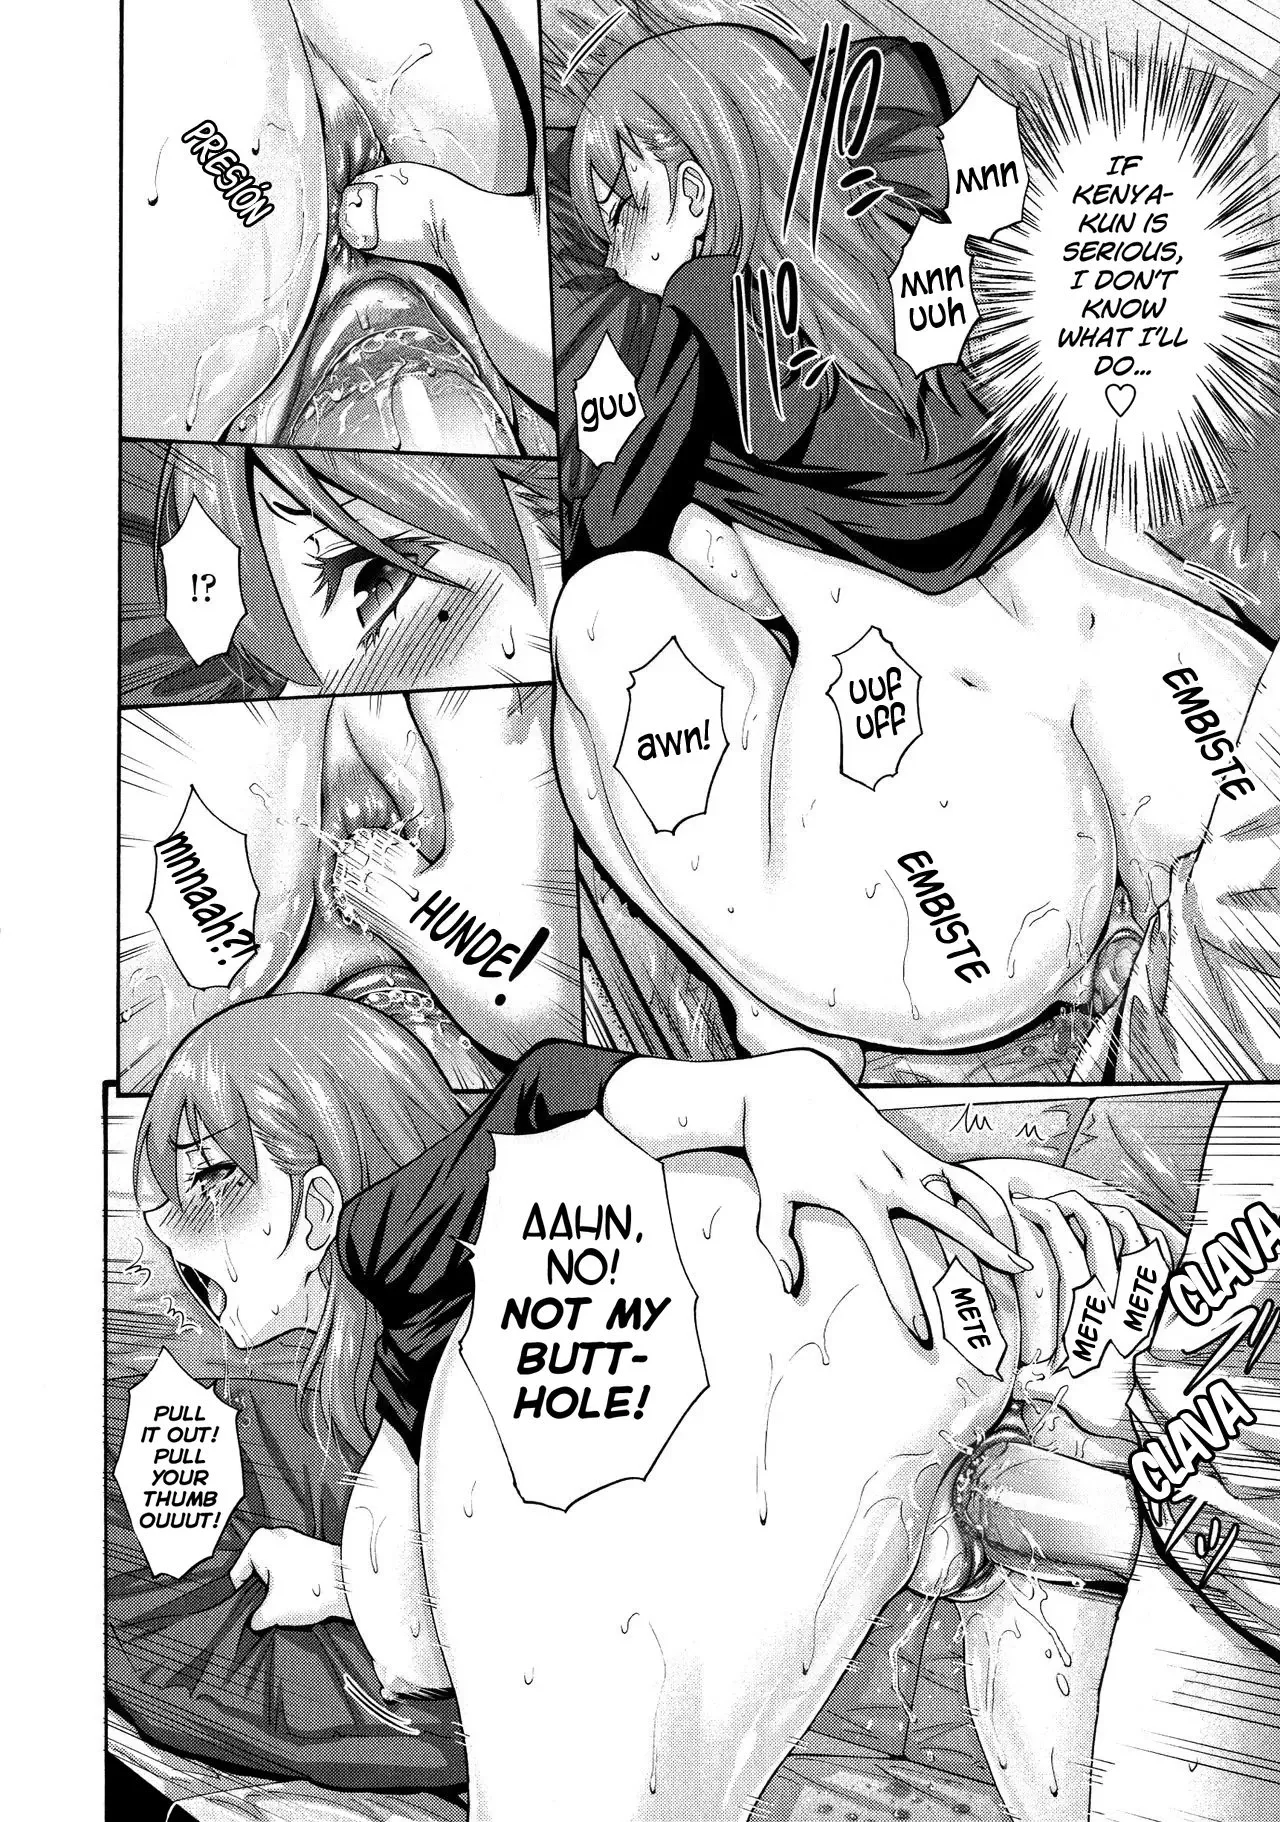 IF
KENYA-
KUN IS
SERIOUS,
I DON'T
KNOW
WHAT I'LL
DO...
♡
mnn
mnn
uuh
guu
uuf
uff
awn!
EMBISTE
EMBISTE
PRESIÓN
!?
HUNDE!
mnnaah?!
AAHN,
NO!
NOT MY
BUTT-
HOLE!
METE
METE
METE
CLAVA
CLAVA
PULL
IT OUT!
PULL
YOUR
THUMB
OUUUT!